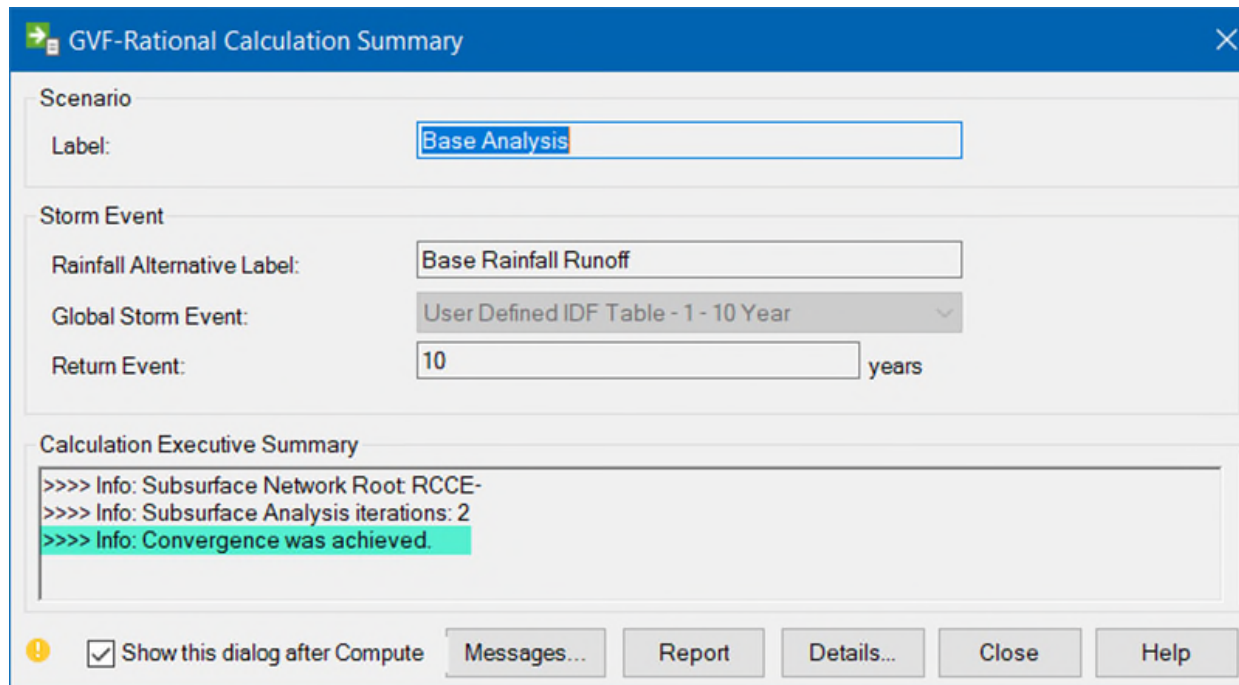 GVF-Rational Calculation Summary
Scenario
Label:
Base Analysis
Storm Event
Rainfall Alternative Label:
Base Rainfall Runoff
Global Storm Event:
User Defined IDF Table - 1 - 10 Year
Return Event:
10
years
Calculation Executive Summary
>>>> Info: Subsurface Network Root: RCCE-
>>>> Info: Subsurface Analysis iterations: 2
>>>> Info: Convergence was achieved.
Show this dialog after Compute
Messages...
Report
Details...
Close
Help